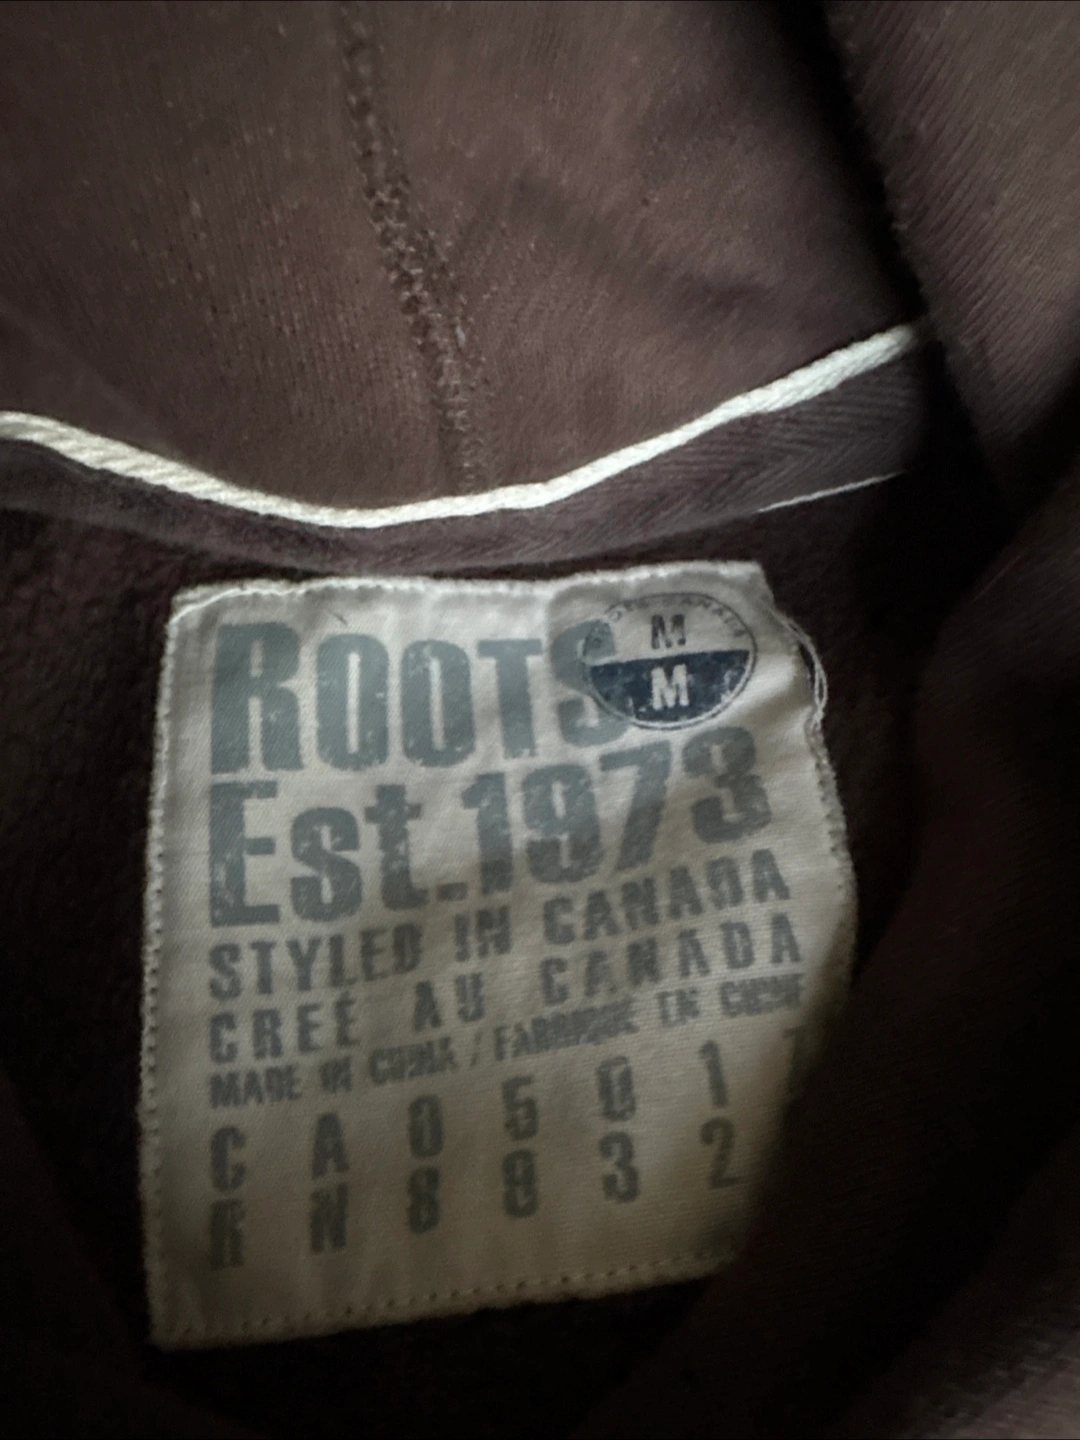 ROOTS
M
M
Est.1973
STYLED IN CANADA
CREÉ AU CANADA
MADE IN CHINA / FABRIQUÉ EN CHINE
C A 0 5 0 1
R N 8 9 3 2